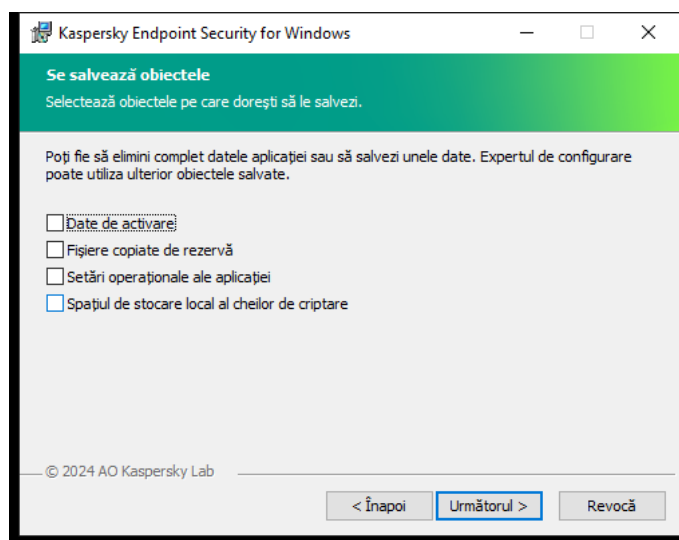 Kaspersky Endpoint Security for Windows
Se salvează obiectele
Selectează obiectele pe care dorești să le salvezi.
Poți fie să elimini complet datele aplicației sau să salvezi unele date. Expertul de configurare
poate utiliza ulterior obiectele salvate.
Date de activare
Fișiere copiate de rezervă
Setări operaționale ale aplicației
Spațiul de stocare local al cheilor de criptare
© 2024 AO Kaspersky Lab
< Înapoi Următorul > Revocă